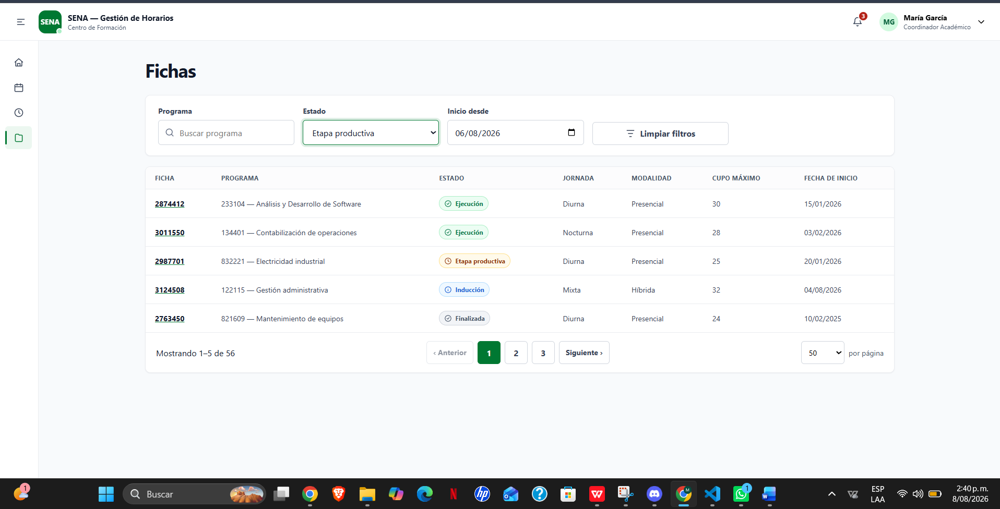 SENA
SENA — Gestión de Horarios
Centro de Formación
3
MG
María García
Coordinador Académico
Fichas
Programa
Estado
Inicio desde
Buscar programa
Etapa productiva
06/08/2026
Limpiar filtros
FICHA PROGRAMA ESTADO JORNADA MODALIDAD CUPO MÁXIMO FECHA DE INICIO
2874412 233104 — Análisis y Desarrollo de Software Ejecución Diurna Presencial 30 15/01/2026
3011550 134401 — Contabilización de operaciones Ejecución Nocturna Presencial 28 03/02/2026
2987701 832221 — Electricidad industrial Etapa productiva Diurna Presencial 25 20/01/2026
3124508 122115 — Gestión administrativa Inducción Mixta Híbrida 32 04/08/2026
2763450 821609 — Mantenimiento de equipos Finalizada Diurna Presencial 24 10/02/2025
Mostrando 1–5 de 56 ‹ Anterior 1 2 3 Siguiente › 50 por página
1
Buscar
N
hp
?
W
M
1
W
ESP
LAA
2:40 p. m.
8/08/2026